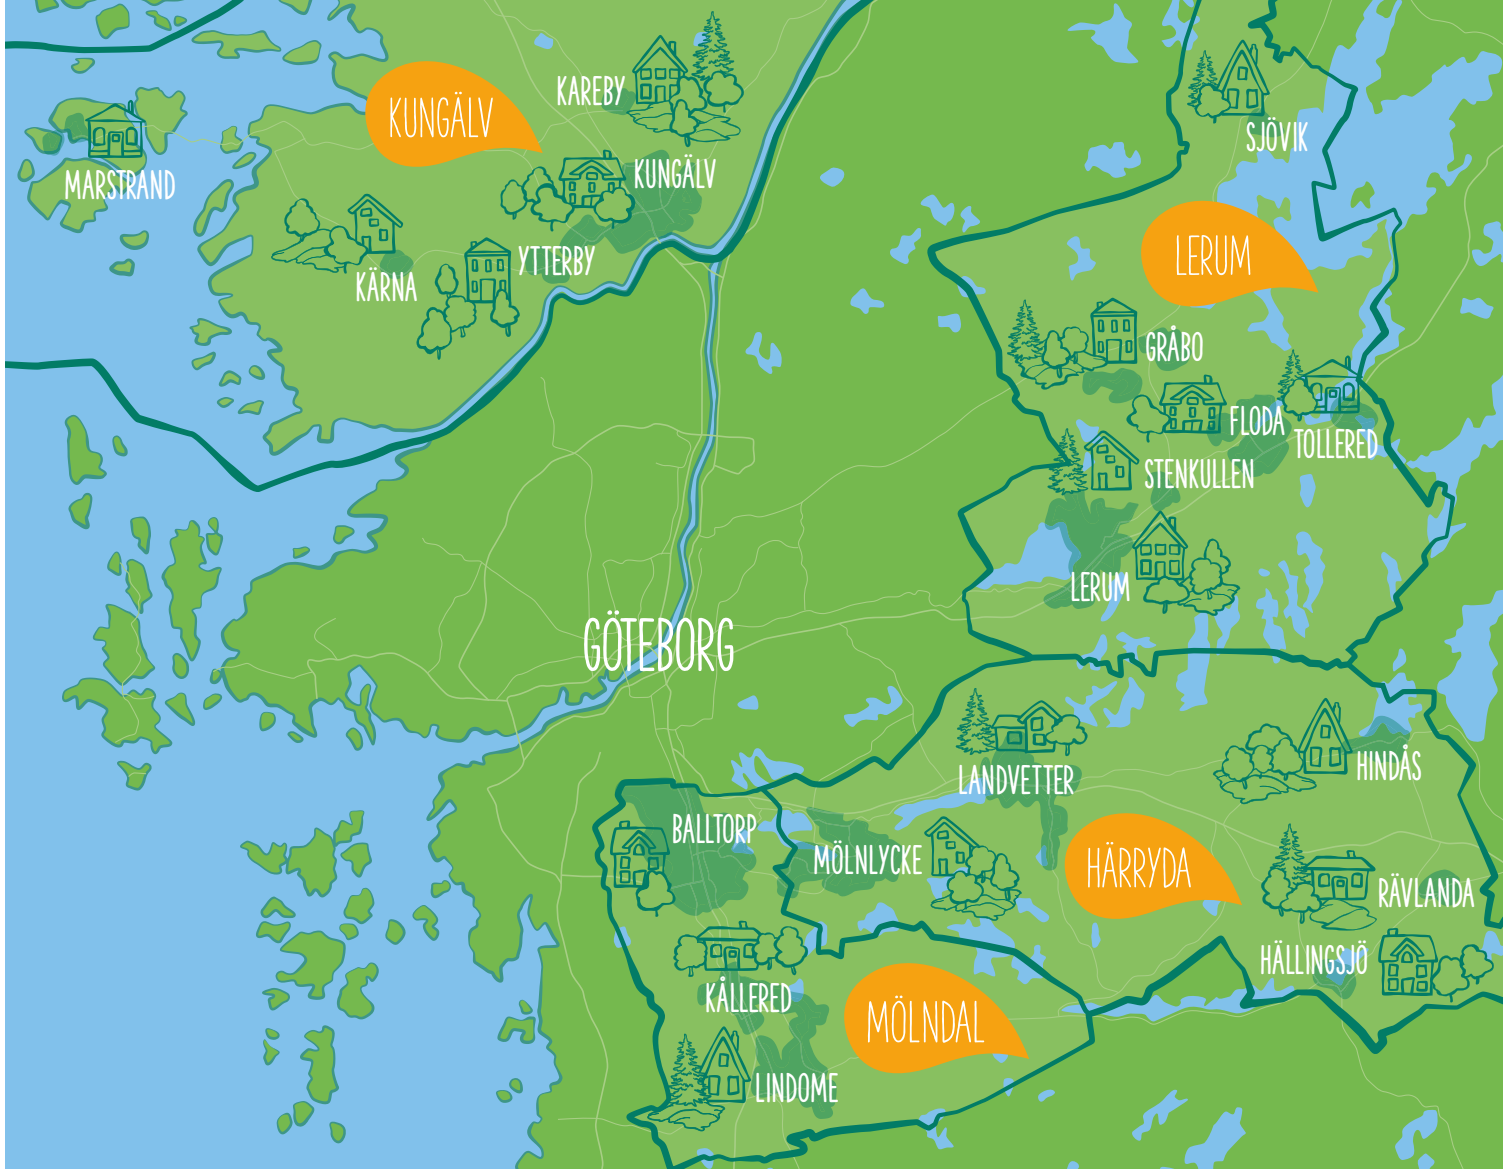 KAREBY
KUNGÄLV
SJÖVIK
KUNGÄLV
MARSTRAND
LERUM
YTTERBY
KÄRNA
GRÅBO
FLODA
TOLLERED
STENKULLEN
LERUM
GÖTEBORG
LANDVETTER
HINDÅS
BALLTORP
MÖLNLYCKE
HÄRRYDA
RÄVLANDA
HÄLLINGSJÖ
KÅLLERED
MÖLNDAL
LINDOME